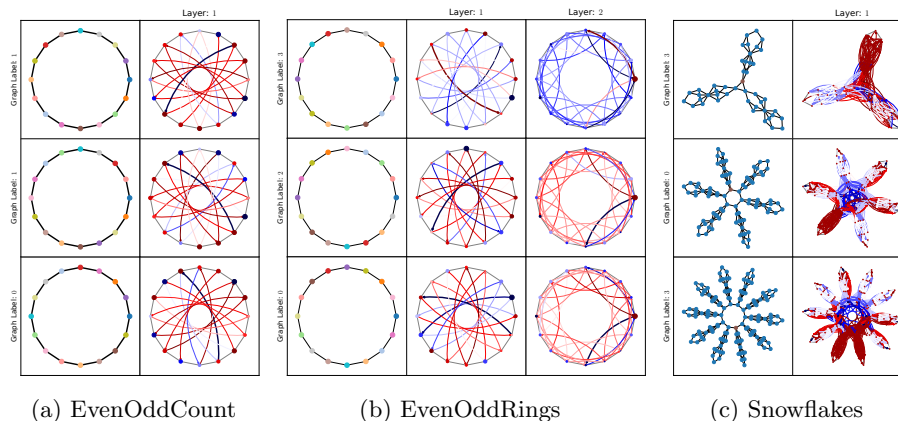 Layer: 1
Layer: 1
Layer: 2
Layer: 1
Graph Label: 1
Graph Label: 3
Graph Label: 3
Graph Label: 1
Graph Label: 2
Graph Label: 0
Graph Label: 0
Graph Label: 0
Graph Label: 3
(a) EvenOddCount
(b) EvenOddRings
(c) Snowflakes